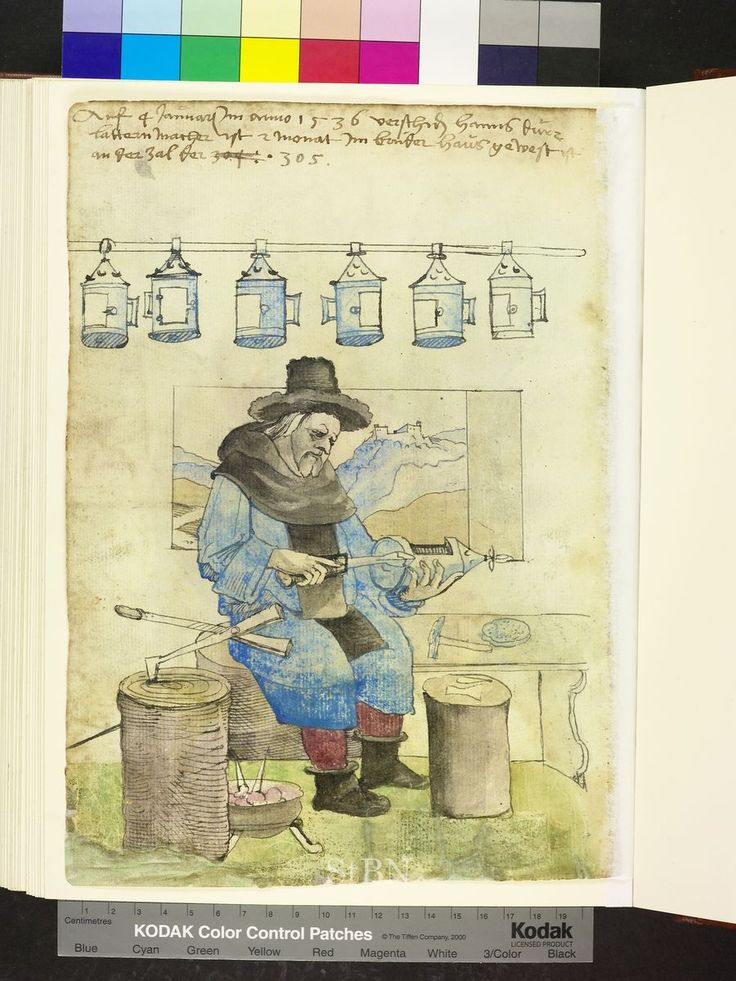 Auf 4 Januarj Im anno 1536 verschid hanns dürr
lattern macher ist 2 monat Im bruder haus gewest ist
an der zal der 304 . 305 .
StBN
Centimetres 1 2 3 4 5 6 7 8 9 10 11 12 13 14 15 16 17 18 19
KODAK Color Control Patches © The Tiffen Company, 2000 Kodak
LICENSED PRODUCT
Blue Cyan Green Yellow Red Magenta White 3/Color Black